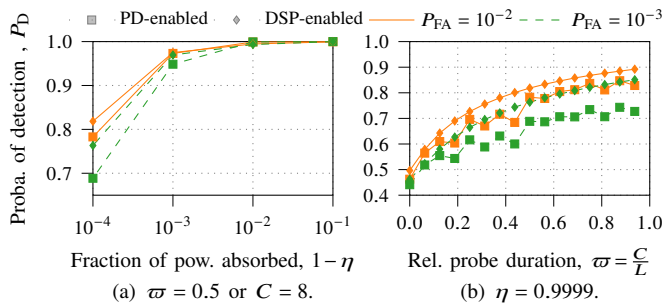 PD-enabled DSP-enabled P_FA = 10^-2 P_FA = 10^-3
Proba. of detection , P_D
1.0
0.9
0.8
0.7
10^-4 10^-3 10^-2 10^-1
Fraction of pow. absorbed, 1−η
(a) ϖ = 0.5 or C = 8.
1.0
0.9
0.8
0.7
0.6
0.5
0.4
0.0 0.2 0.4 0.6 0.8 1.0
Rel. probe duration, ϖ = C/L
(b) η = 0.9999.